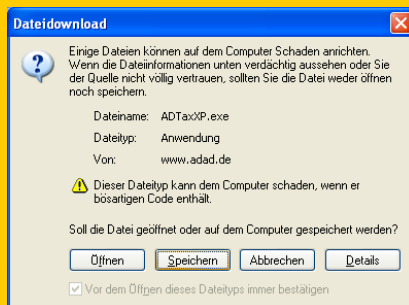 Dateidownload
Einige Dateien können auf dem Computer Schaden anrichten.
Wenn die Dateiinformationen unten verdächtig aussehen oder Sie
der Quelle nicht völlig vertrauen, sollten Sie die Datei weder öffnen
noch speichern.
Dateiname: ADTaxXP.exe
Dateityp: Anwendung
Von: www.adad.de
Dieser Dateityp kann dem Computer schaden, wenn er
bösartigen Code enthält.
Soll die Datei geöffnet oder auf dem Computer gespeichert werden?
Öffnen Speichern Abbrechen Details
Vor dem Öffnen dieses Dateityps immer bestätigen